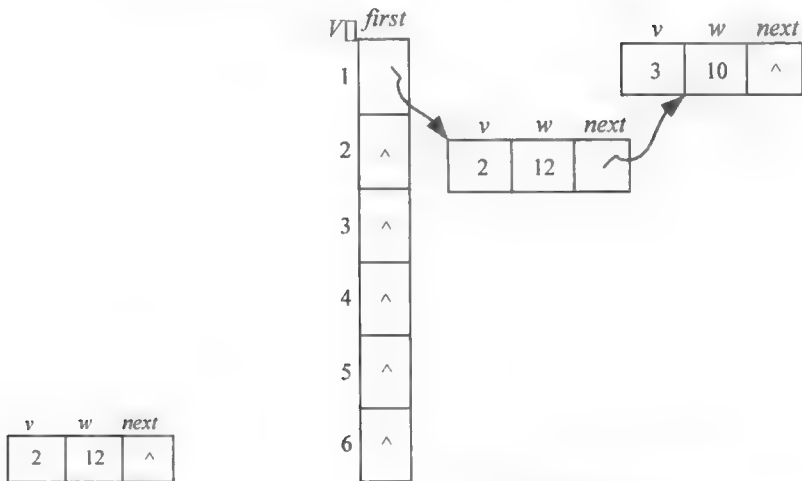 V[] first
1
2 ^
3 ^
4 ^
5 ^
6 ^
v w next
2 12
v w next
3 10 ^
v w next
2 12 ^